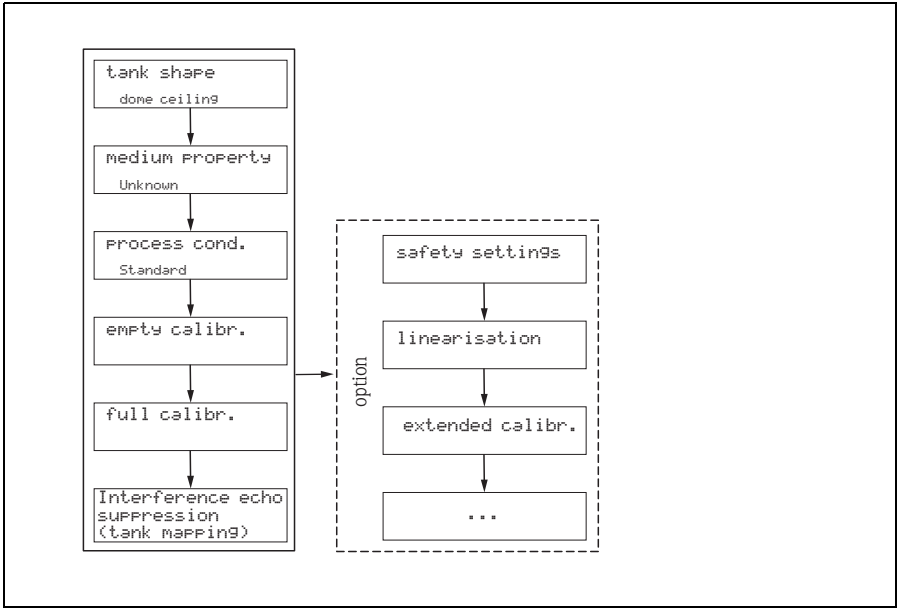 tank shape
dome ceiling
medium property
Unknown
process cond.
Standard
empty calibr.
full calibr.
Interference echo
suppression
(tank mapping)
option
safety settings
linearisation
extended calibr.
...